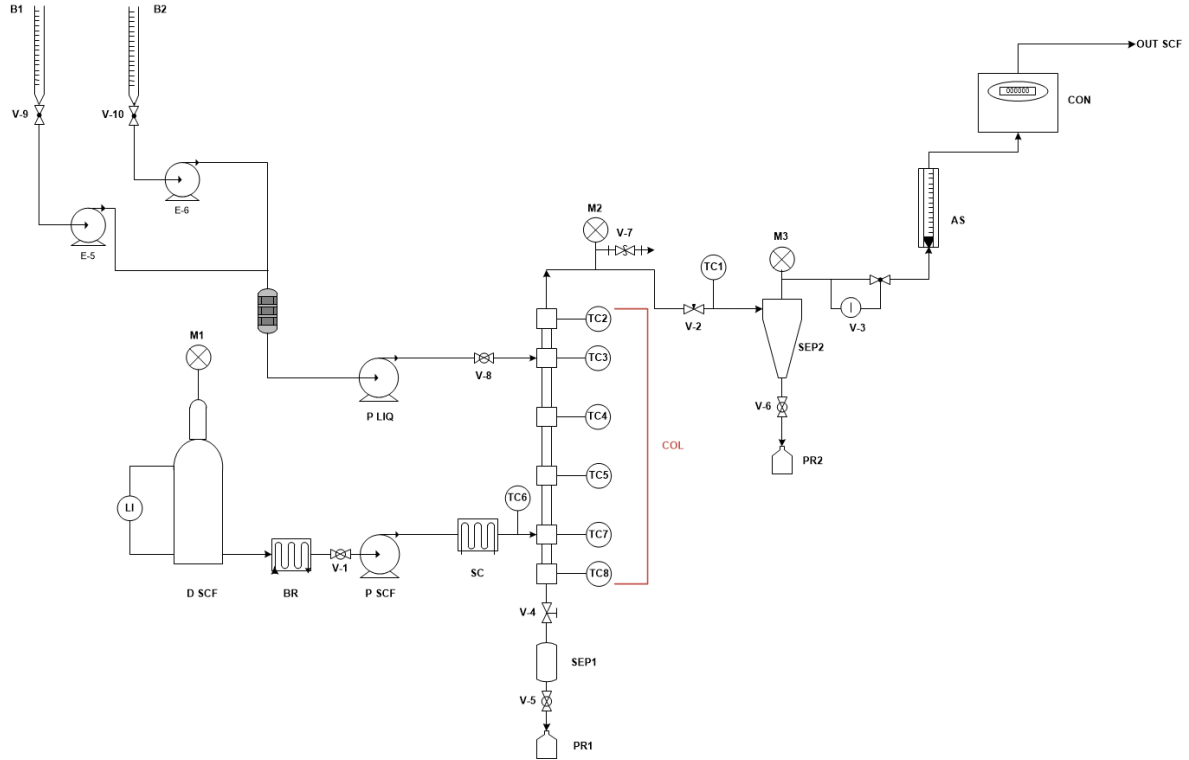 B1
B2
OUT SCF
000000
CON
V-9
V-10
E-6
E-5
AS
M2
V-7
M3
TC1
V-2
V-3
SEP2
M1
TC2
TC3
V-8
P LIQ
TC4
V-6
COL
PR2
TC5
LI
TC6
TC7
TC8
V-1
SC
D SCF
BR
P SCF
V-4
SEP1
V-5
PR1
I